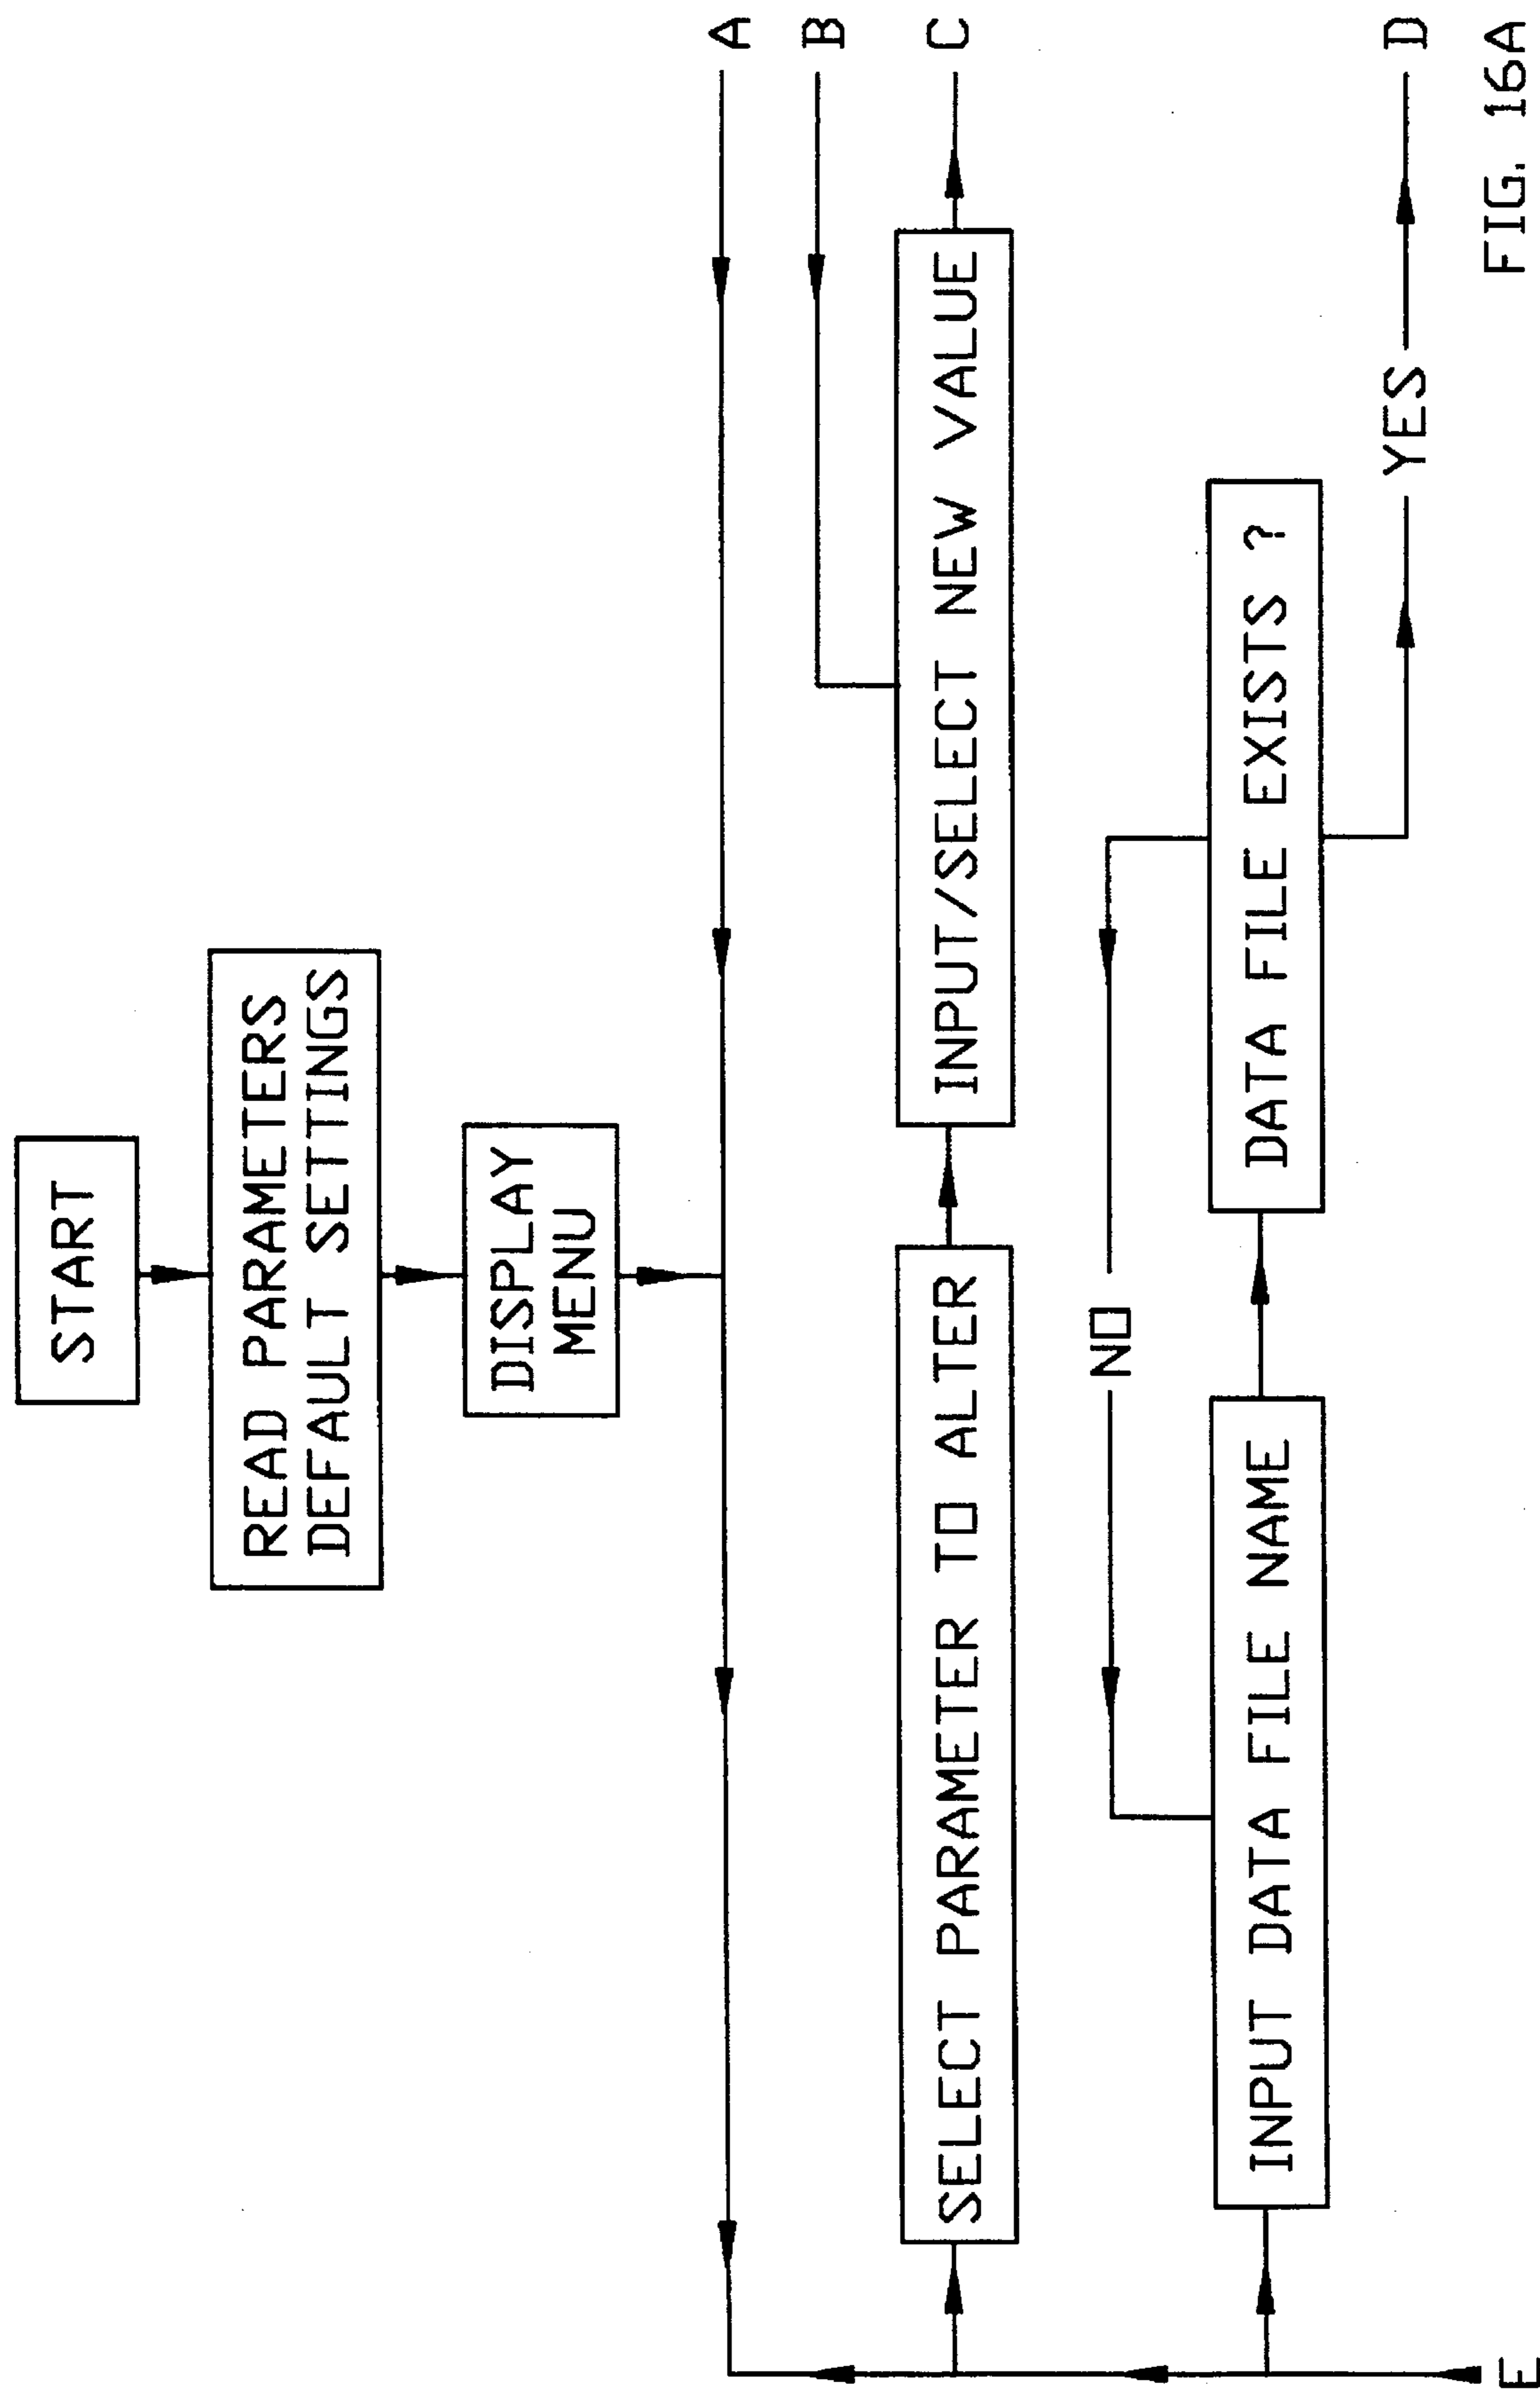 START
READ PARAMETERS
DEFAULT SETTINGS
DISPLAY
MENU
A
B
SELECT PARAMETER TO ALTER
INPUT/SELECT NEW VALUE
C
NO
INPUT DATA FILE NAME
DATA FILE EXISTS ?
YES
D
E
FIG. 16A